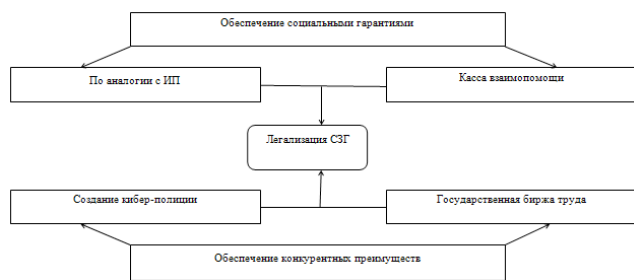 Обеспечение социальными гарантиями
По аналогии с ИП
Касса взаимопомощи
Легализация СЗГ
Создание кибер-полиции
Государственная биржа труда
Обеспечение конкурентных преимуществ